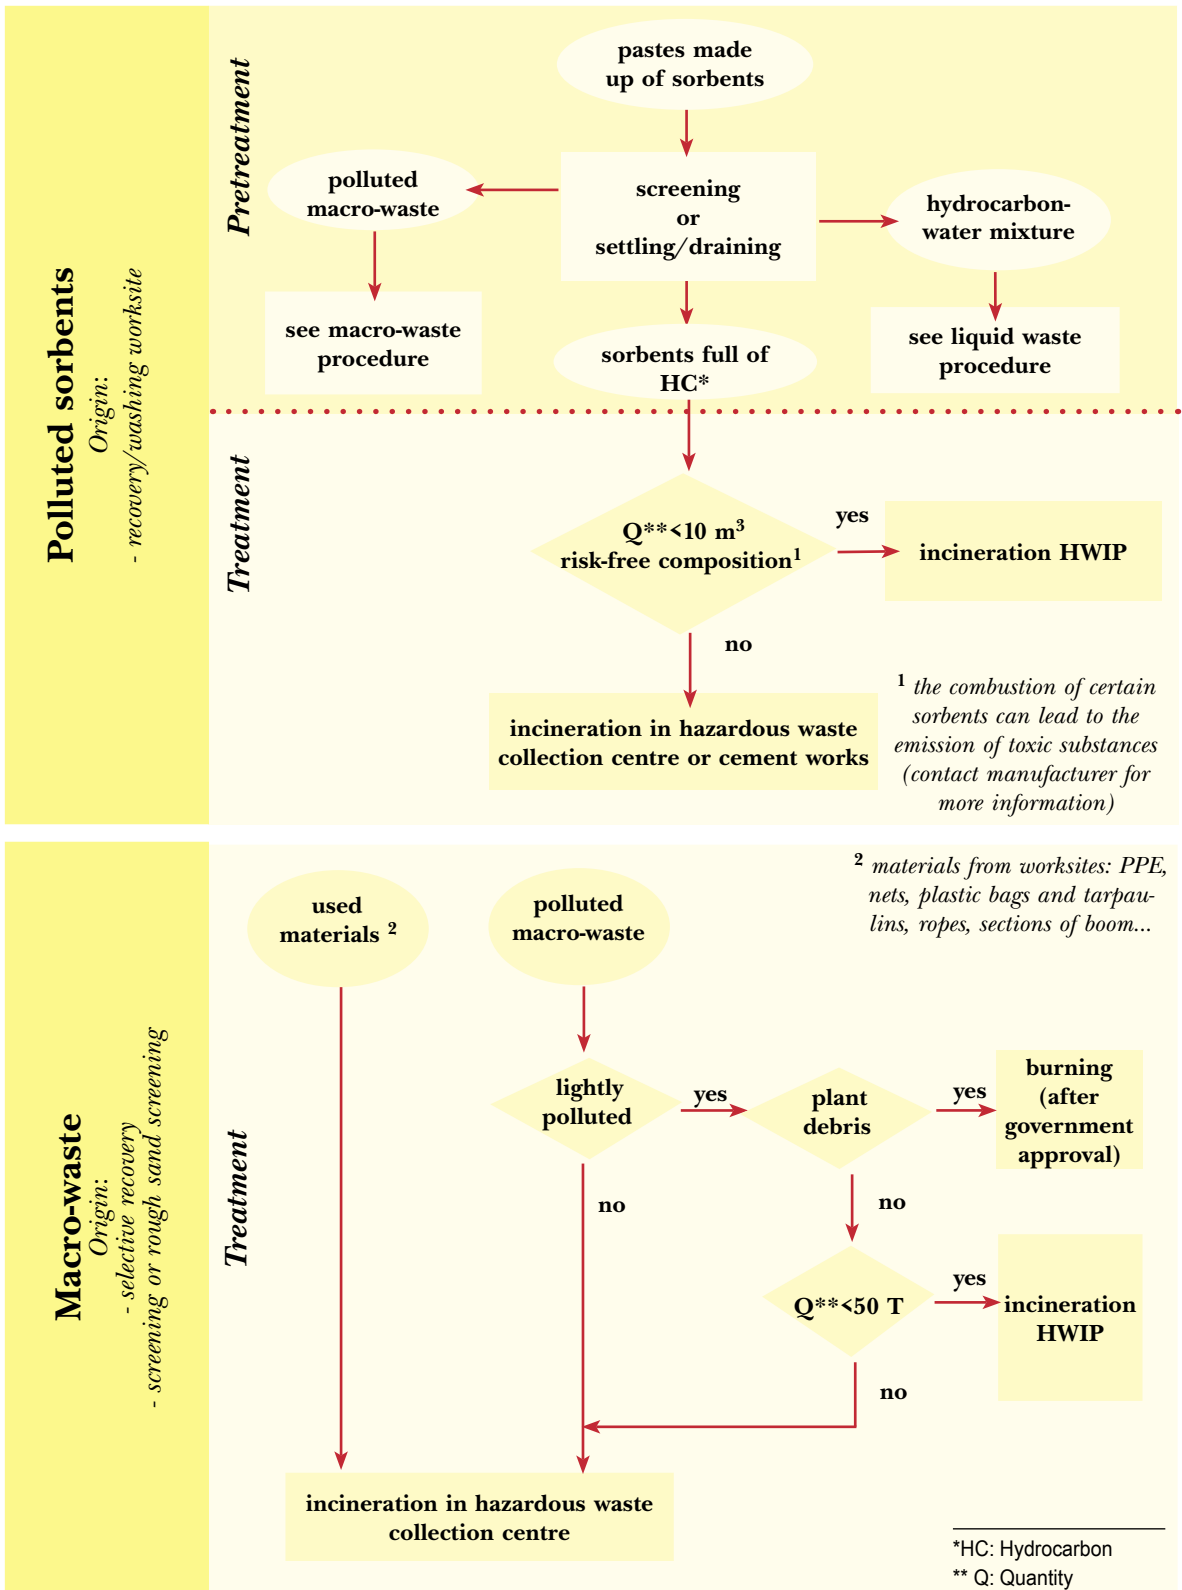 Polluted sorbents
Origin:
- recovery/washing worksite
Pretreatment
pastes made
up of sorbents
polluted
macro-waste
screening
or
settling/draining
hydrocarbon-
water mixture
see macro-waste
procedure
sorbents full of
HC*
see liquid waste
procedure
Treatment
Q**<10 m³
risk-free composition¹
yes
incineration HWIP
no
incineration in hazardous waste
collection centre or cement works
¹ the combustion of certain
sorbents can lead to the
emission of toxic substances
(contact manufacturer for
more information)
Macro-waste
Origin:
- selective recovery
- screening or rough sand screening
Treatment
used
materials ²
polluted
macro-waste
² materials from worksites: PPE,
nets, plastic bags and tarpau-
lins, ropes, sections of boom...
lightly
polluted
yes
plant
debris
yes
burning
(after
government
approval)
no
no
Q**<50 T
yes
incineration
HWIP
no
incineration in hazardous waste
collection centre
*HC: Hydrocarbon
** Q: Quantity